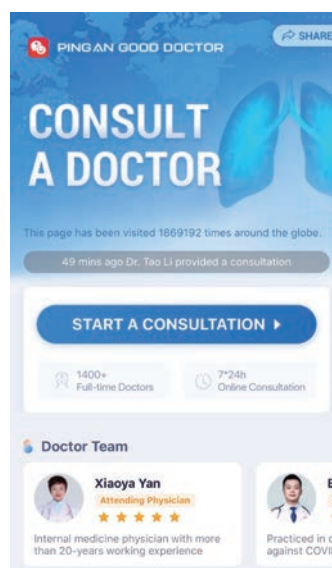 PING AN GOOD DOCTOR
SHARE
CONSULT
A DOCTOR
This page has been visited 1869192 times around the globe.
49 mins ago Dr. Tao Li provided a consultation
START A CONSULTATION
1400+
Full-time Doctors
7*24h
Online Consultation
Doctor Team
Xiaoya Yan
Attending Physician
Internal medicine physician with more
than 20-years working experience
Practiced in
against